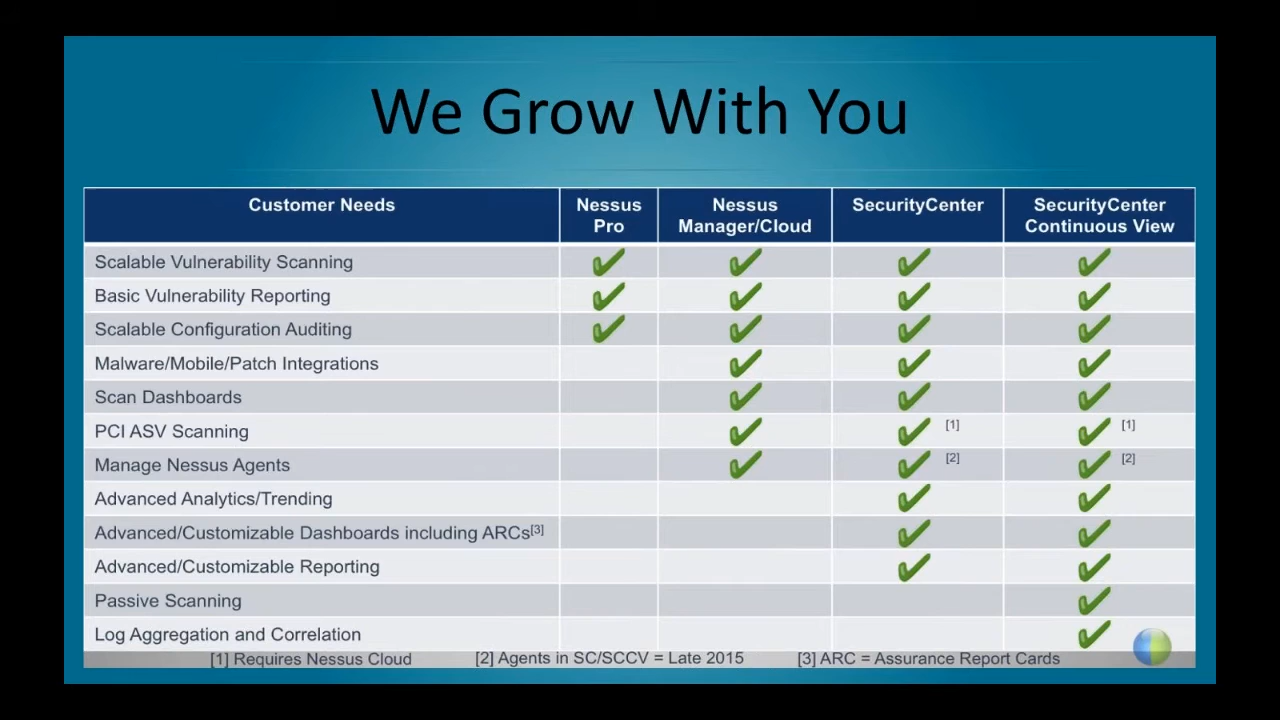 We Grow With You
Customer Needs
Nessus Pro
Nessus Manager/Cloud
SecurityCenter
SecurityCenter Continuous View
Scalable Vulnerability Scanning
Basic Vulnerability Reporting
Scalable Configuration Auditing
Malware/Mobile/Patch Integrations
Scan Dashboards
PCI ASV Scanning [1] [1]
Manage Nessus Agents [2] [2]
Advanced Analytics/Trending
Advanced/Customizable Dashboards including ARCs[3]
Advanced/Customizable Reporting
Passive Scanning
Log Aggregation and Correlation
[1] Requires Nessus Cloud [2] Agents in SC/SCCV = Late 2015 [3] ARC = Assurance Report Cards